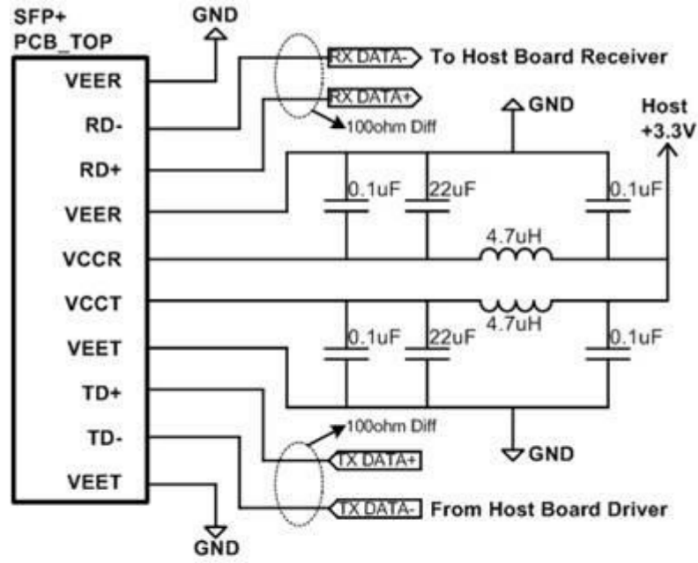 SFP+
PCB_TOP
GND
VEER
RX DATA- To Host Board Receiver
RD-
RX DATA+
100ohm Diff
GND
Host
+3.3V
RD+
VEER
0.1uF 22uF 0.1uF
4.7uH
VCCR
VCCT
4.7uH
VEET
0.1uF 22uF 0.1uF
TD+
100ohm Diff
TD-
TX DATA+
GND
VEET
TX DATA- From Host Board Driver
GND